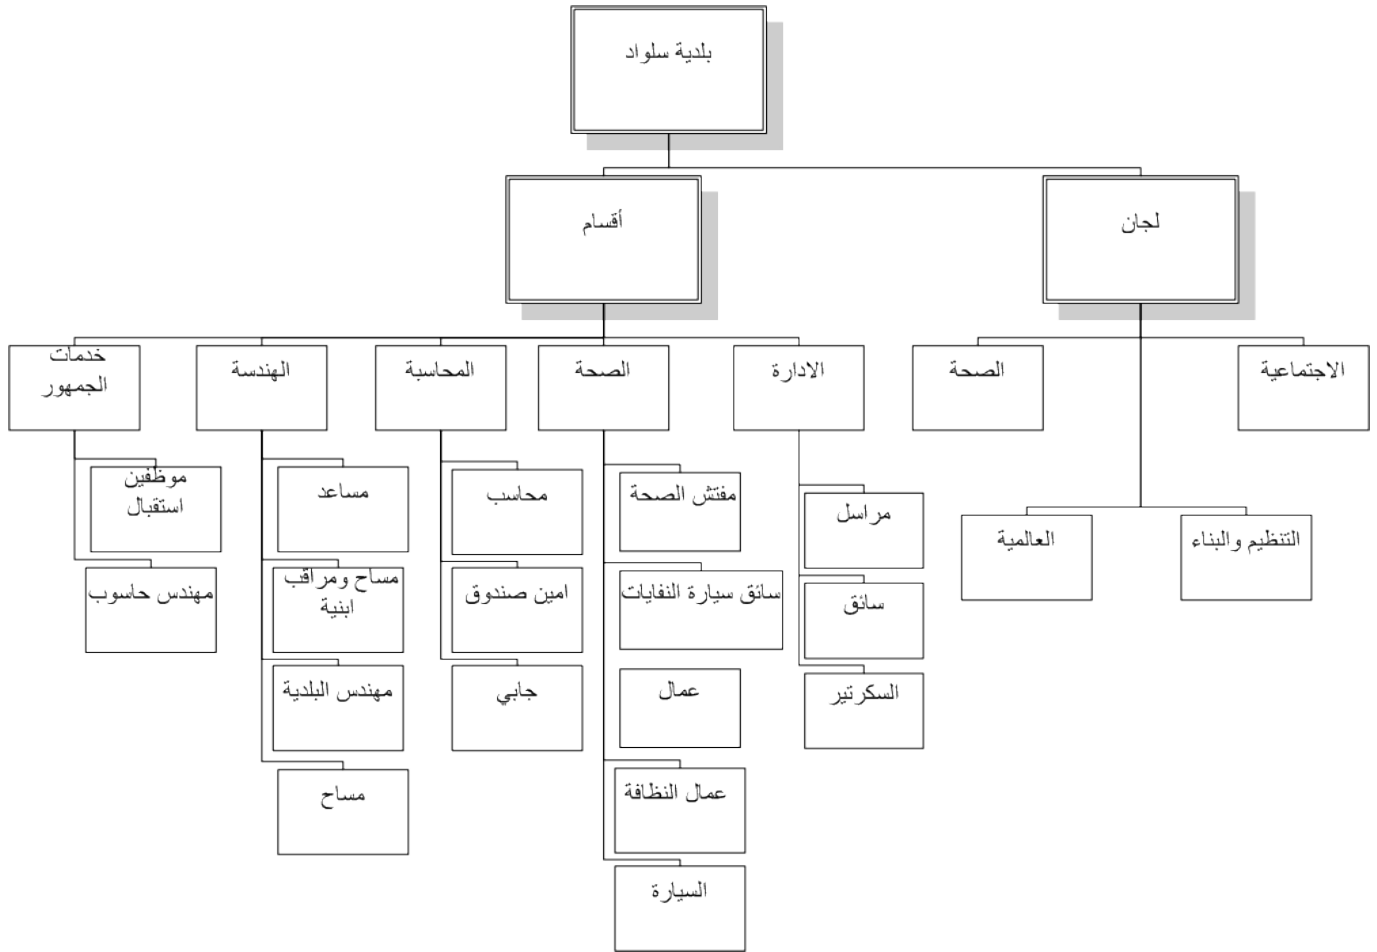 بلدية سلواد
لجان
أقسام
الاجتماعية
الصحة
الادارة
الصحة
المحاسبة
الهندسة
خدمات
الجمهور
التنظيم والبناء
العالمية
مراسل
سائق
السكرتير
مفتش الصحة
سائق سيارة النفايات
عمال
عمال النظافة
السيارة
محاسب
امين صندوق
جابي
مساعد
مساح ومراقب
ابنية
مهندس البلدية
مساح
موظفين
استقبال
مهندس حاسوب